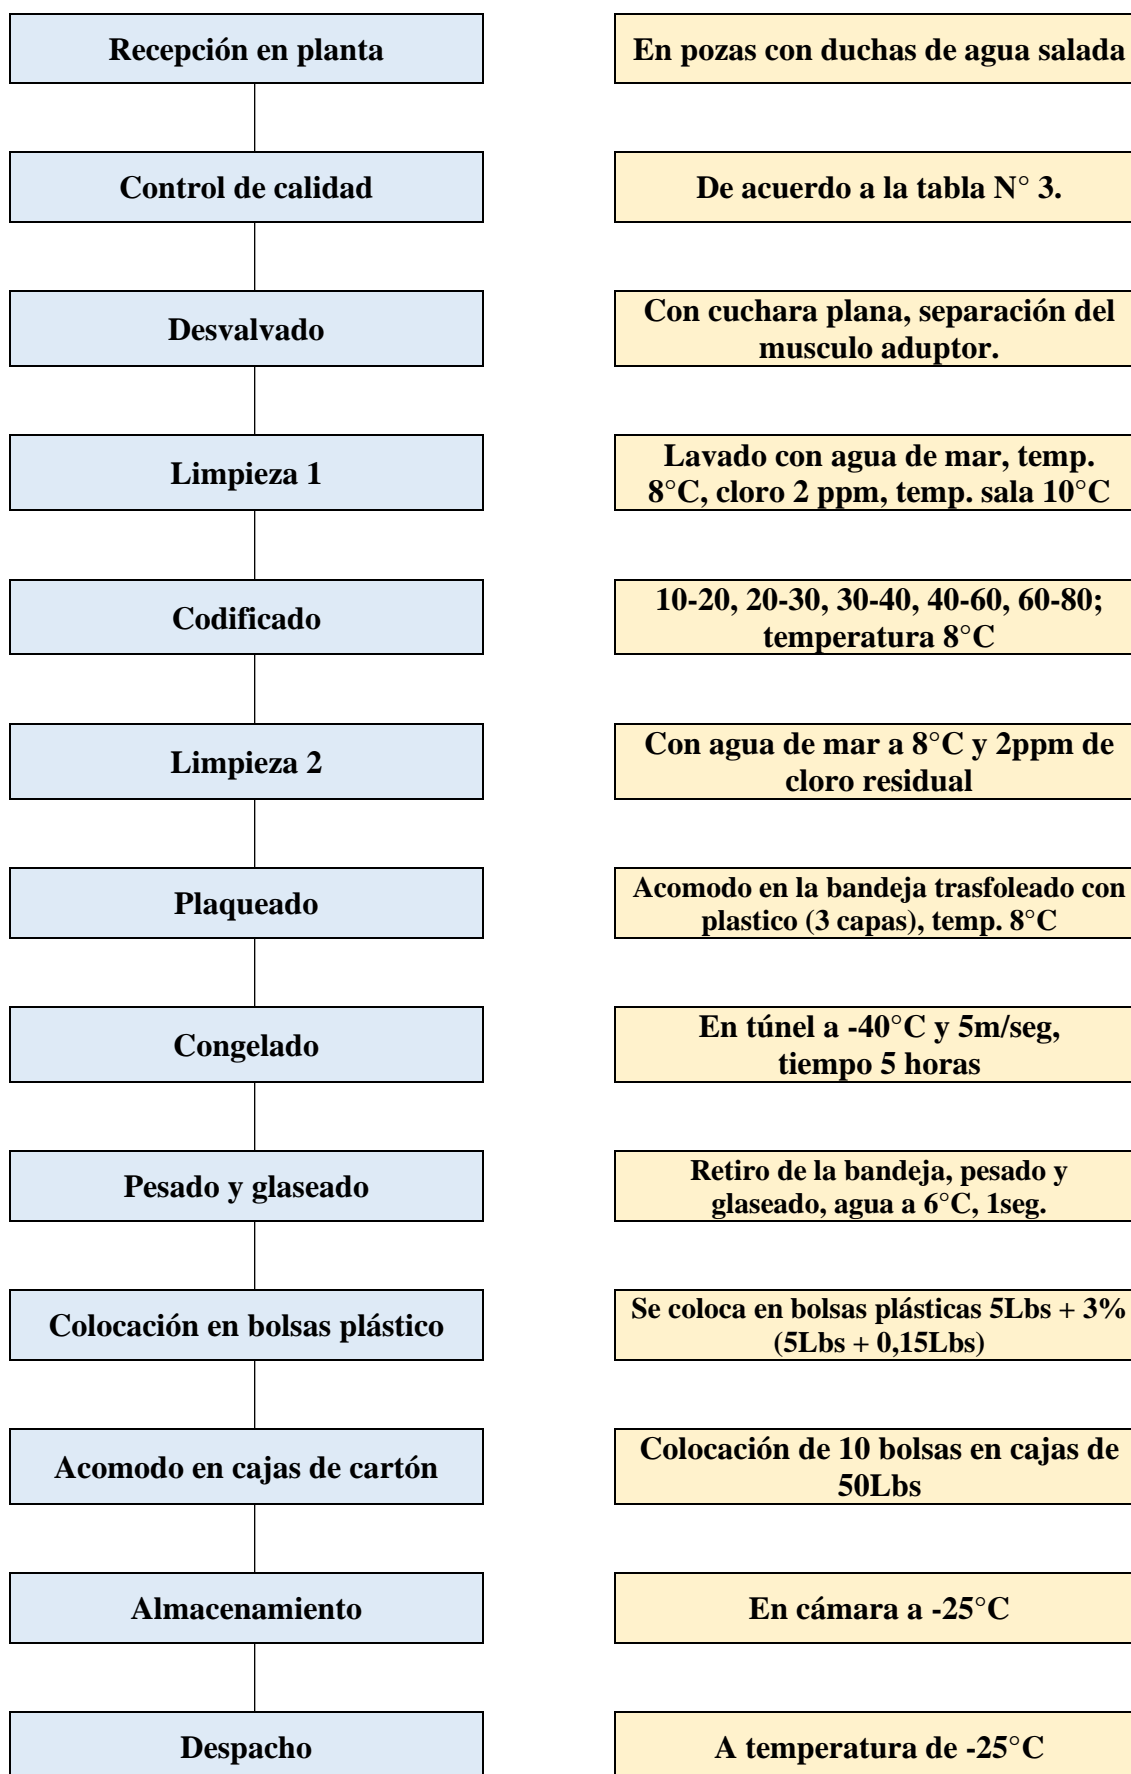 Recepción en planta
En pozas con duchas de agua salada
Control de calidad
De acuerdo a la tabla N° 3.
Desvalvado
Con cuchara plana, separación del
musculo aduptor.
Limpieza 1
Lavado con agua de mar, temp.
8°C, cloro 2 ppm, temp. sala 10°C
Codificado
10-20, 20-30, 30-40, 40-60, 60-80;
temperatura 8°C
Limpieza 2
Con agua de mar a 8°C y 2ppm de
cloro residual
Plaqueado
Acomodo en la bandeja trasfoleado con
plastico (3 capas), temp. 8°C
Congelado
En túnel a -40°C y 5m/seg,
tiempo 5 horas
Pesado y glaseado
Retiro de la bandeja, pesado y
glaseado, agua a 6°C, 1seg.
Colocación en bolsas plástico
Se coloca en bolsas plásticas 5Lbs + 3%
(5Lbs + 0,15Lbs)
Acomodo en cajas de cartón
Colocación de 10 bolsas en cajas de
50Lbs
Almacenamiento
En cámara a -25°C
Despacho
A temperatura de -25°C